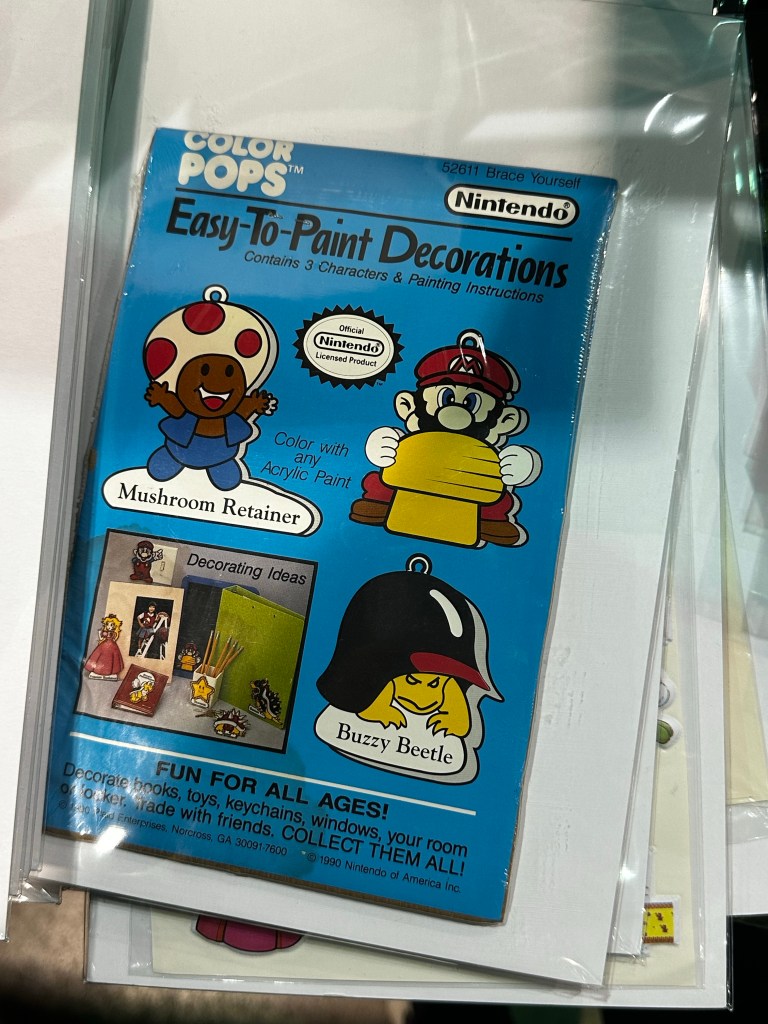 COLOR
POPS™
52611 Brace Yourself
Nintendo®
Easy-To-Paint Decorations
Contains 3 Characters & Painting Instructions
Official
Nintendo®
Licensed Product
M
Color with
any
Acrylic Paint
Mushroom Retainer
Decorating Ideas
Buzzy Beetle
FUN FOR ALL AGES!
Decorate books, toys, keychains, windows, your room
or locker. Trade with friends. COLLECT THEM ALL!
Enterprises, Norcross, GA 30091-7600 © 1990 Nintendo of America Inc.